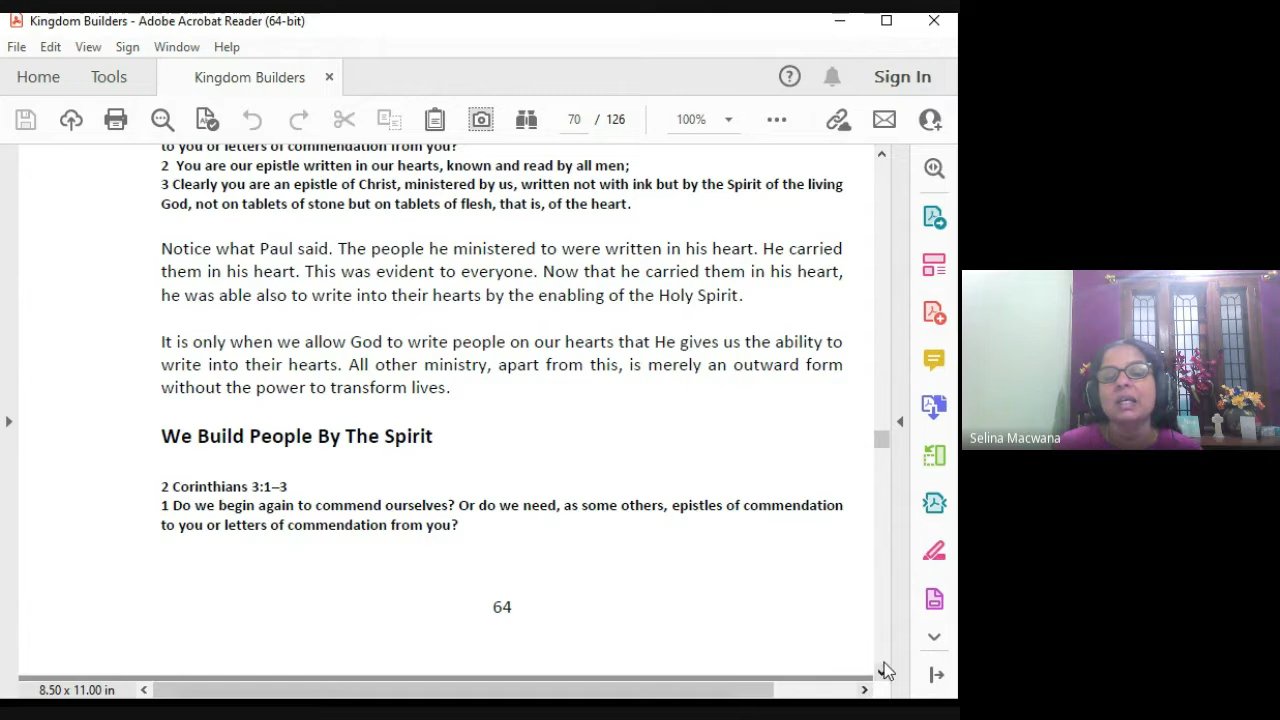 Kingdom Builders - Adobe Acrobat Reader (64-bit)
File Edit View Sign Window Help
Home Tools Kingdom Builders × Sign In
70 / 126 100%
to you or letters of commendation from you?
2 You are our epistle written in our hearts, known and read by all men;
3 Clearly you are an epistle of Christ, ministered by us, written not with ink but by the Spirit of the living
God, not on tablets of stone but on tablets of flesh, that is, of the heart.
Notice what Paul said. The people he ministered to were written in his heart. He carried
them in his heart. This was evident to everyone. Now that he carried them in his heart,
he was able also to write into their hearts by the enabling of the Holy Spirit.
It is only when we allow God to write people on our hearts that He gives us the ability to
write into their hearts. All other ministry, apart from this, is merely an outward form
without the power to transform lives.
We Build People By The Spirit
2 Corinthians 3:1–3
1 Do we begin again to commend ourselves? Or do we need, as some others, epistles of commendation
to you or letters of commendation from you?
64
8.50 x 11.00 in
Selina Macwana